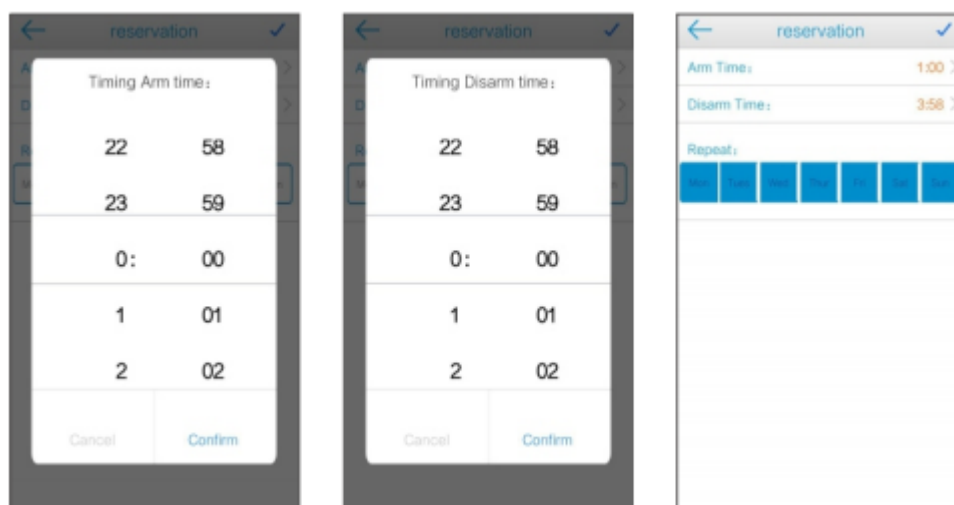 reservation
Timing Arm time:
22 58
23 59
0: 00
1 01
2 02
Cancel Confirm
reservation
Timing Disarm time:
22 58
23 59
0: 00
1 01
2 02
Cancel Confirm
reservation
Arm Time: 1:00
Disarm Time: 3:58
Repeat:
Mon Tues Wed Thur Fri Sat Sun